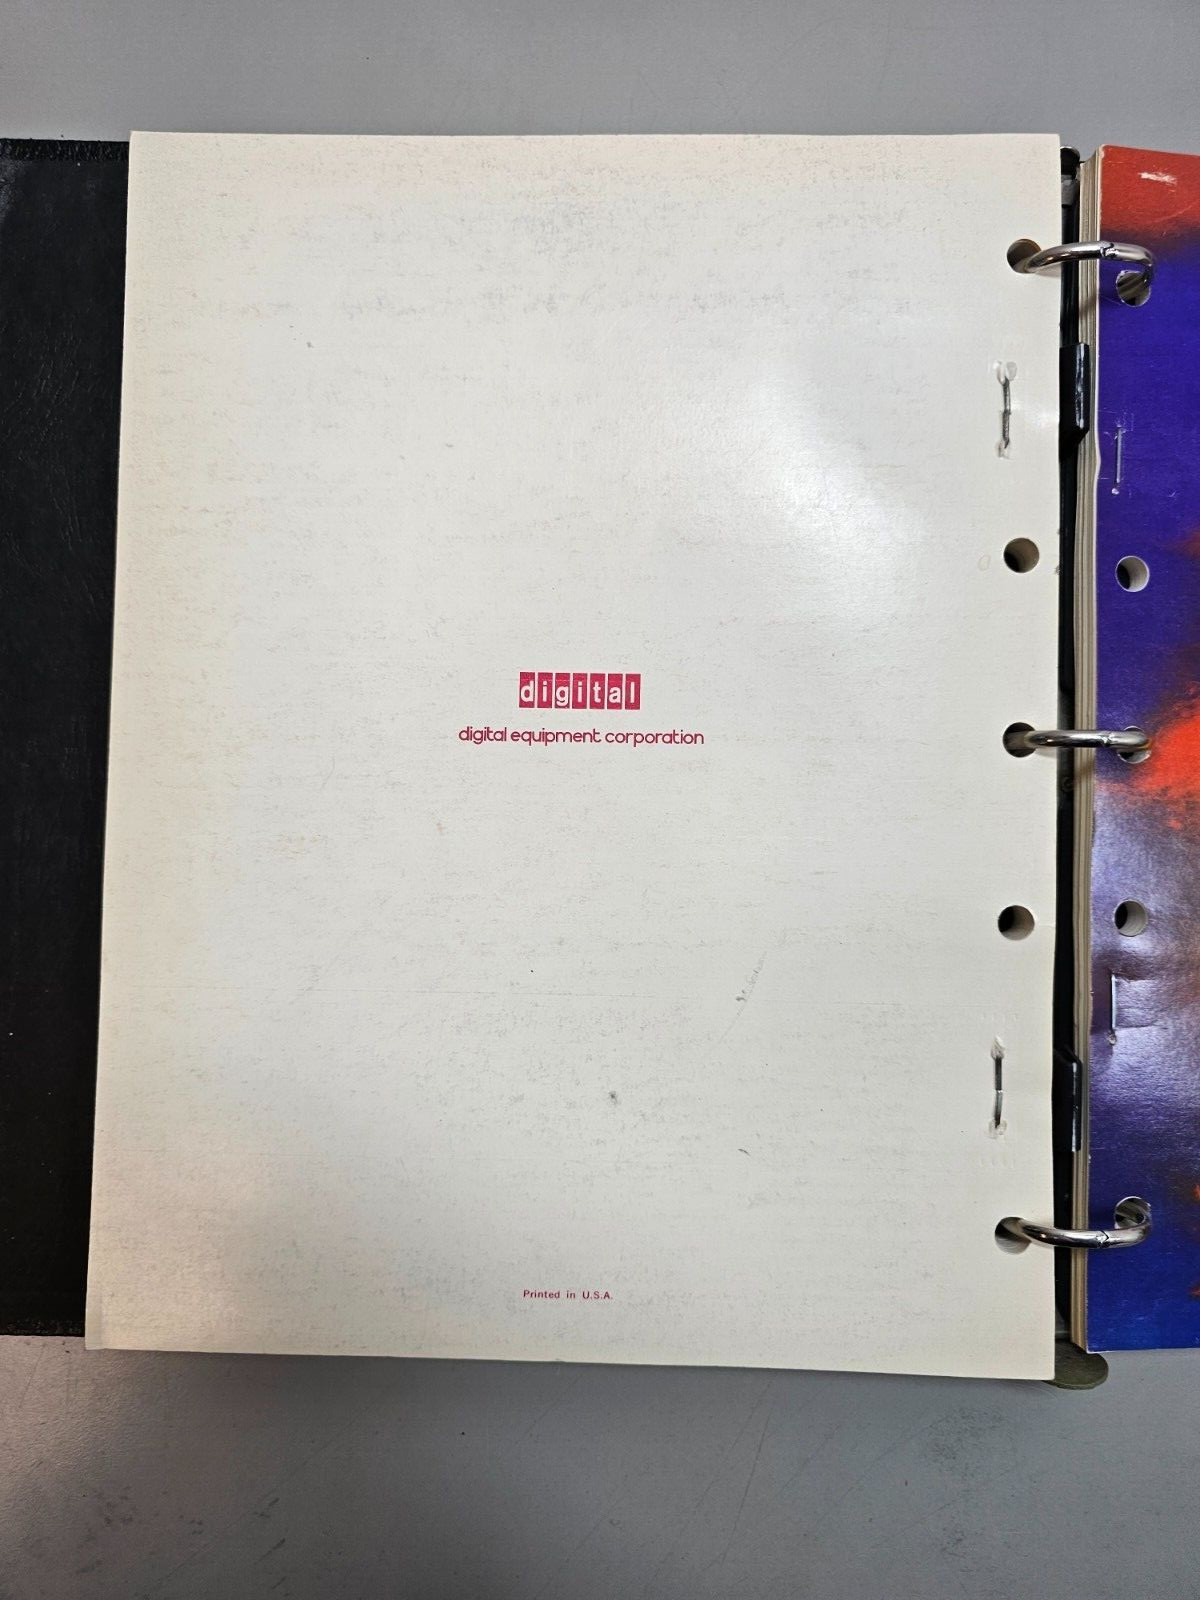 digital
digital equipment corporation
Printed in U.S.A.